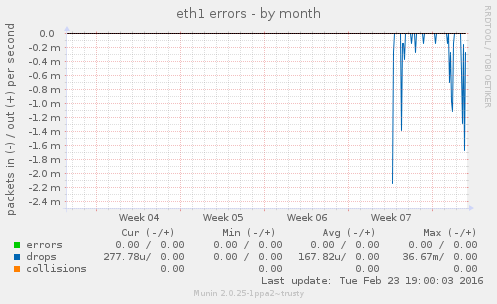 eth1 errors - by month
RRDTOOL / TOBI OETIKER
packets in (-) / out (+) per second
0.0
-0.2 m
-0.4 m
-0.6 m
-0.8 m
-1.0 m
-1.2 m
-1.4 m
-1.6 m
-1.8 m
-2.0 m
-2.2 m
-2.4 m
Week 04 Week 05 Week 06 Week 07
Cur (-/+) Min (-/+) Avg (-/+) Max (-/+)
errors 0.00 / 0.00 0.00 / 0.00 0.00 / 0.00 0.00 / 0.00
drops 277.78u/ 0.00 0.00 / 0.00 167.82u/ 0.00 36.67m/ 0.00
collisions 0.00 0.00 0.00 0.00
Last update: Tue Feb 23 19:00:03 2016
Munin 2.0.25-1ppa2~trusty